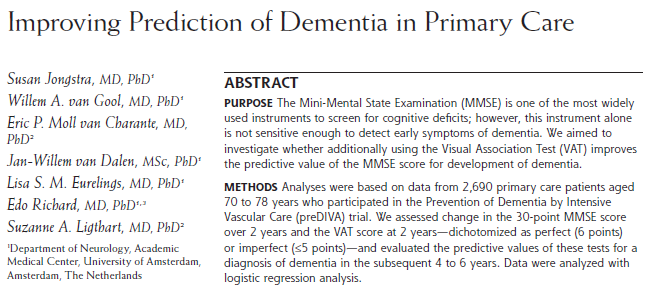 Improving Prediction of Dementia in Primary Care
Susan Jongstra, MD, PhD¹
Willem A. van Gool, MD, PhD¹
Eric P. Moll van Charante, MD,
PhD²
Jan-Willem van Dalen, MSc, PhD¹
Lisa S. M. Eurelings, MD, PhD¹
Edo Richard, MD, PhD¹,³
Suzanne A. Ligthart, MD, PhD²
¹Department of Neurology, Academic
Medical Center, University of Amsterdam,
Amsterdam, The Netherlands
ABSTRACT
PURPOSE The Mini-Mental State Examination (MMSE) is one of the most widely
used instruments to screen for cognitive deficits; however, this instrument alone
is not sensitive enough to detect early symptoms of dementia. We aimed to
investigate whether additionally using the Visual Association Test (VAT) improves
the predictive value of the MMSE score for development of dementia.
METHODS Analyses were based on data from 2,690 primary care patients aged
70 to 78 years who participated in the Prevention of Dementia by Intensive
Vascular Care (preDIVA) trial. We assessed change in the 30-point MMSE score
over 2 years and the VAT score at 2 years—dichotomized as perfect (6 points)
or imperfect (≤5 points)—and evaluated the predictive values of these tests for a
diagnosis of dementia in the subsequent 4 to 6 years. Data were analyzed with
logistic regression analysis.